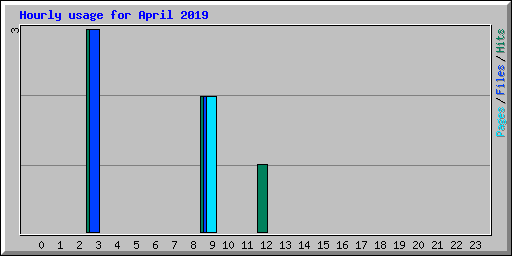 Hourly usage for April 2019
3
Pages/Files/Hits
0 1 2 3 4 5 6 7 8 9 10 11 12 13 14 15 16 17 18 19 20 21 22 23